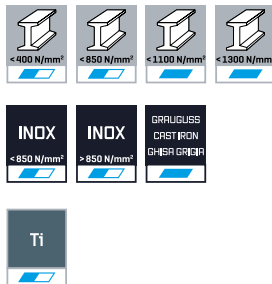 <400 N/mm² <850 N/mm² <1100 N/mm² <1300 N/mm²
INOX INOX GRAUGUSS
CAST IRON
GHISA GRIGIA
<850 N/mm² >850 N/mm²
Ti